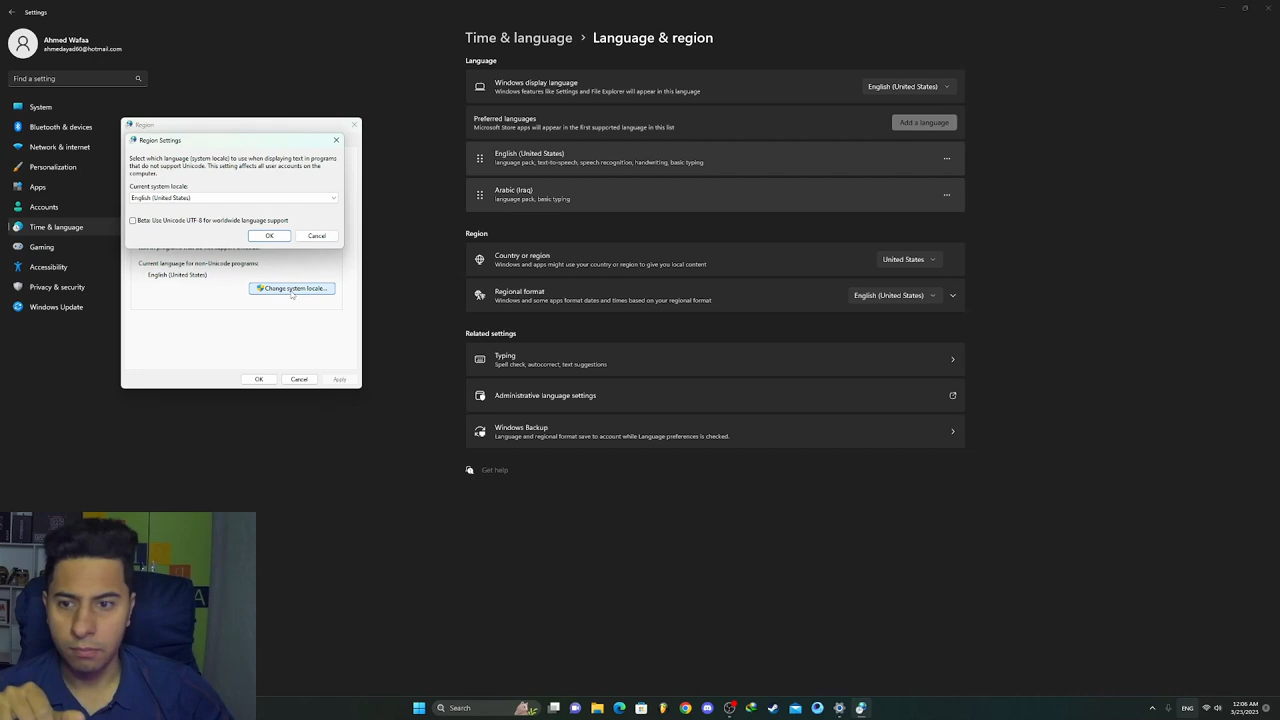 Settings
Ahmed Wafaa
ahmedayad60@hotmail.com
Find a setting
System
Bluetooth & devices
Network & internet
Personalization
Apps
Accounts
Time & language
Gaming
Accessibility
Privacy & security
Windows Update
Region
Region Settings
Select which language (system locale) to use when displaying text in programs
that do not support Unicode. This setting affects all user accounts on the
computer.
Current system locale:
English (United States)
Beta: Use Unicode UTF-8 for worldwide language support
OK
Cancel
Current language for non-Unicode programs:
English (United States)
Change system locale...
OK
Cancel
Apply
Time & language > Language & region
Language
Windows display language
Windows features like Settings and File Explorer will appear in this language
English (United States)
Preferred languages
Microsoft Store apps will appear in the first supported language in this list
Add a language
English (United States)
language pack, text-to-speech, speech recognition, handwriting, basic typing
Arabic (Iraq)
language pack, basic typing
Region
Country or region
Windows and apps might use your country or region to give you local content
United States
Regional format
Windows and some apps format dates and times based on your regional format
English (United States)
Related settings
Typing
Spell check, autocorrect, text suggestions
Administrative language settings
Windows Backup
Language and regional format save to account while Language preferences is checked.
Get help
Search
ENG
12:06 AM
3/23/2023